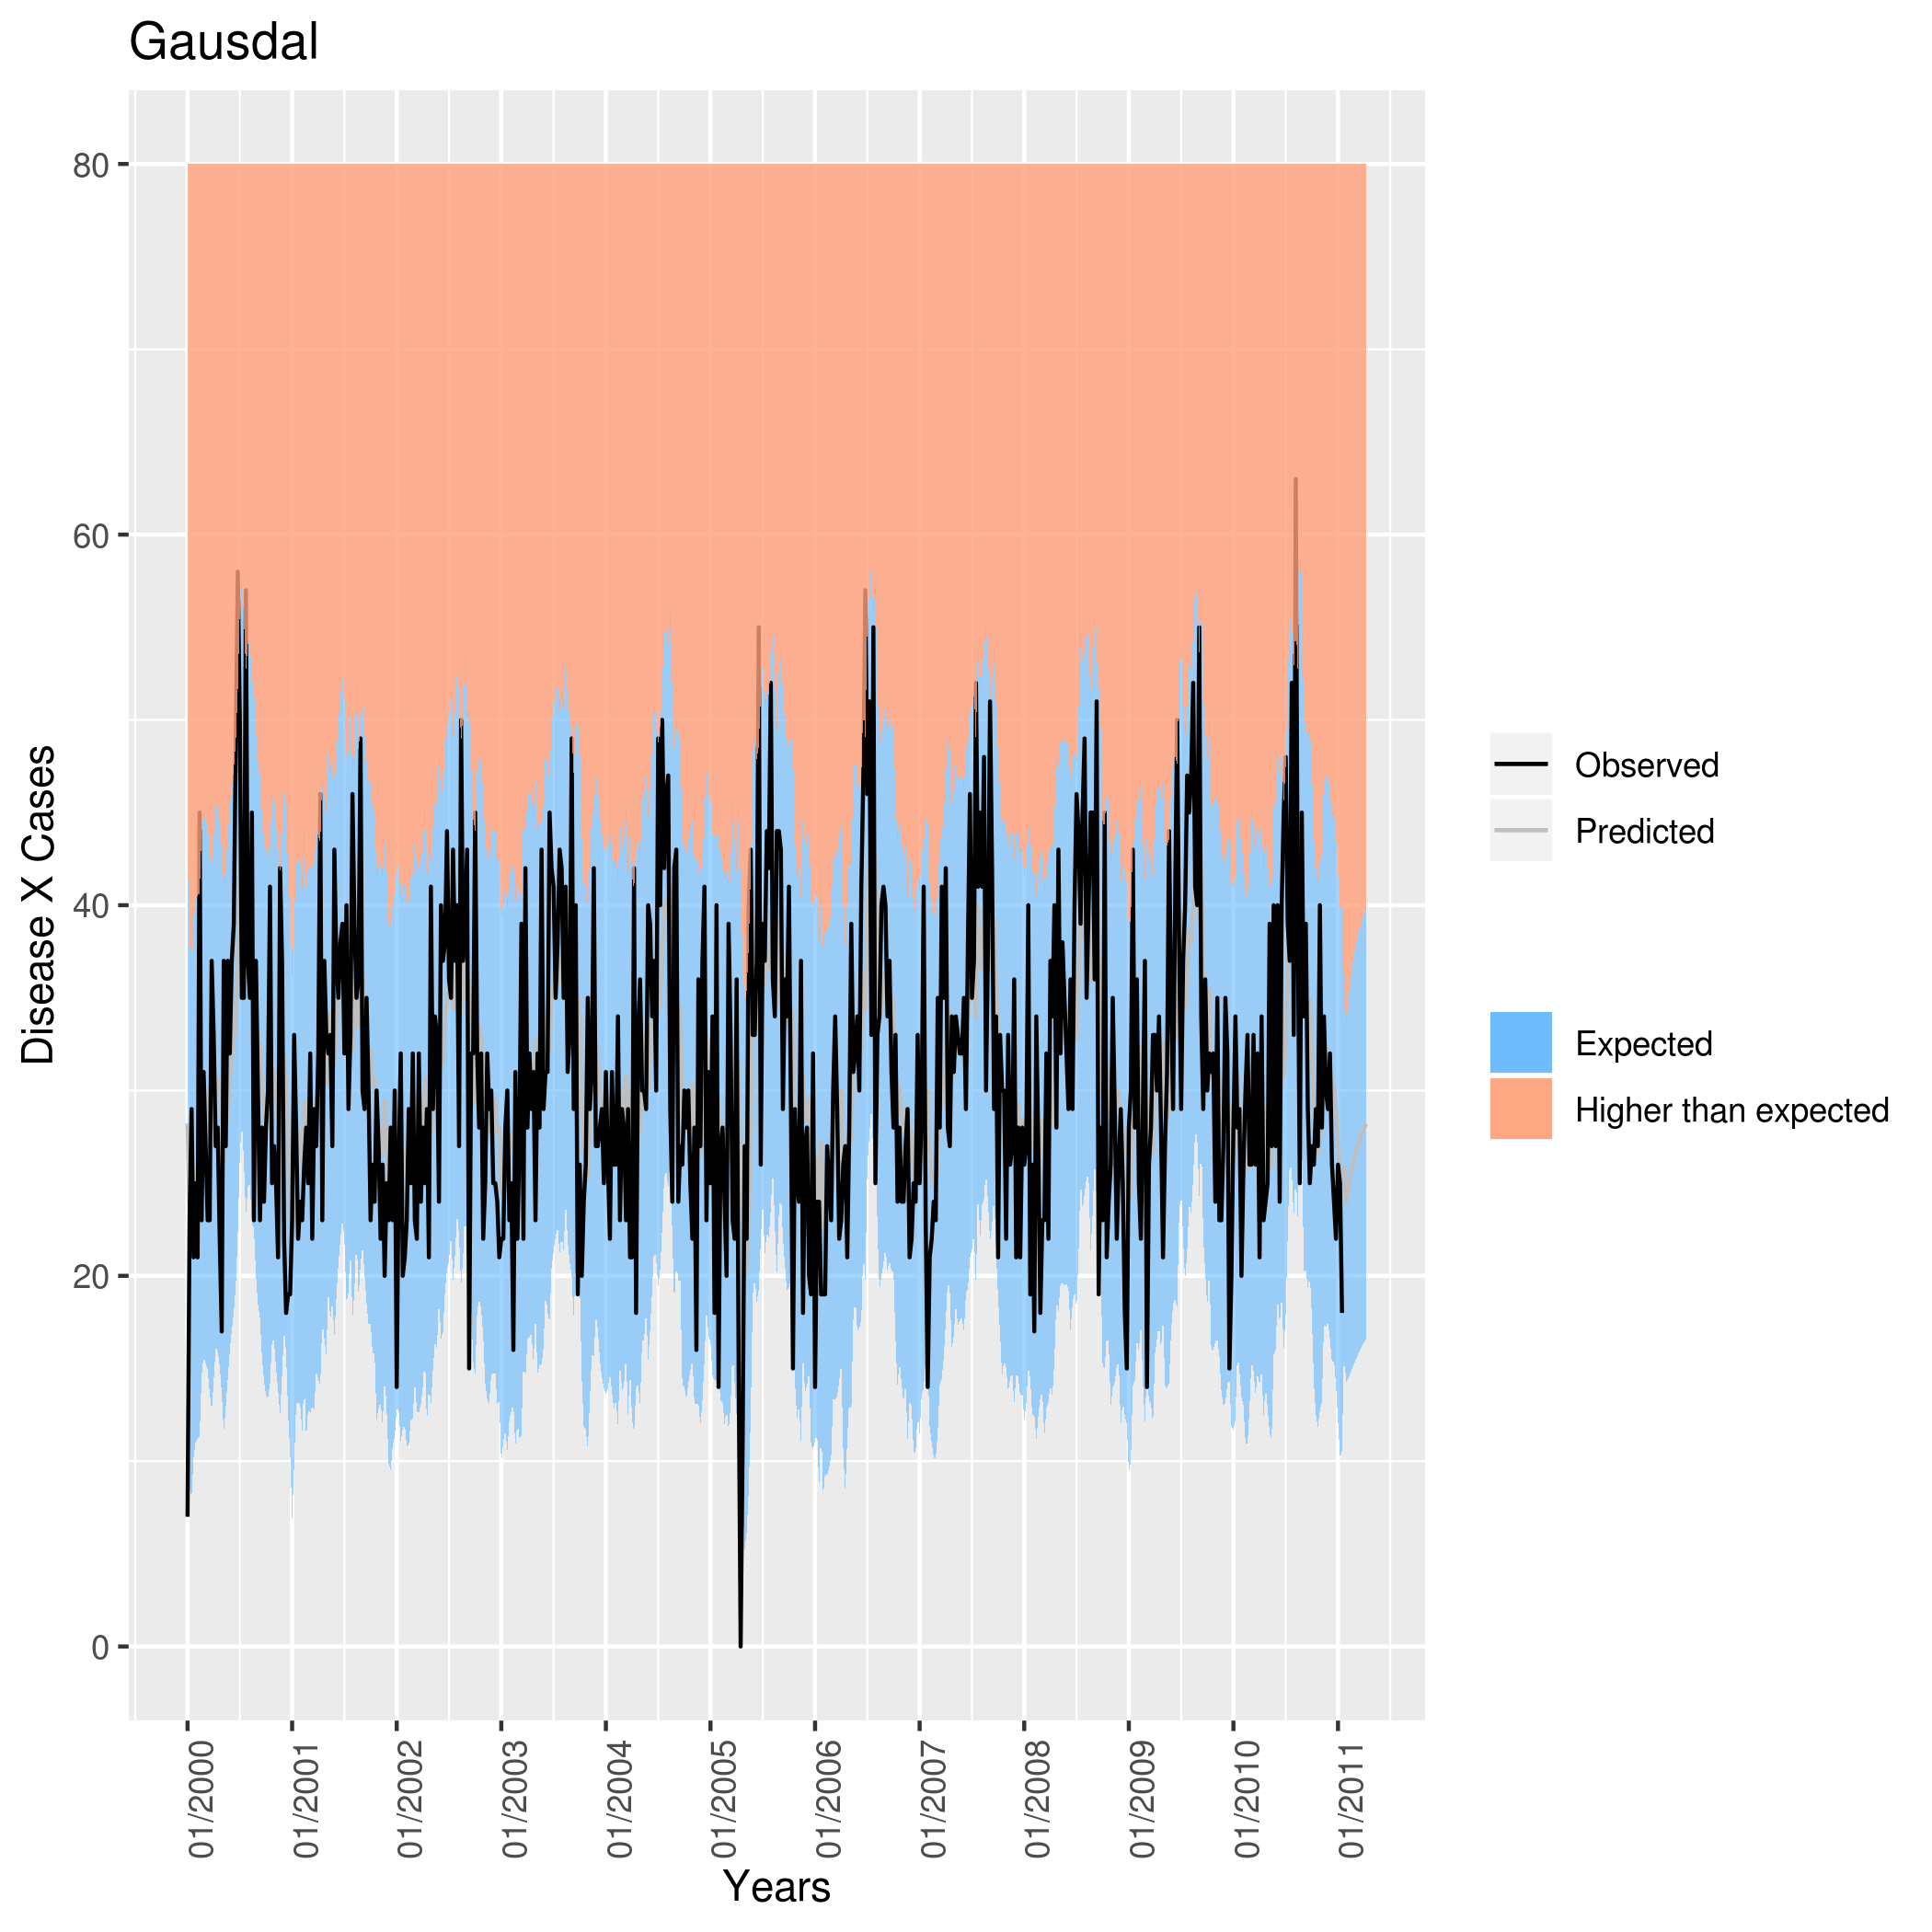 Gausdal
80
60
40
20
0
Disease X Cases
01/2000
01/2001
01/2002
01/2003
01/2004
01/2005
01/2006
01/2007
01/2008
01/2009
01/2010
01/2011
Years
Observed
Predicted
Expected
Higher than expected